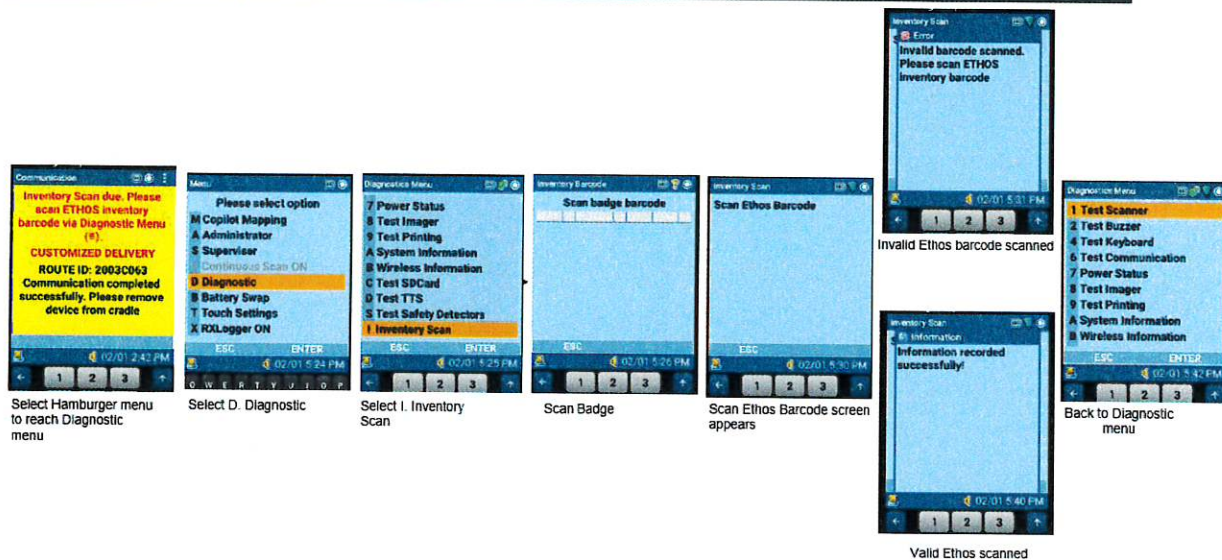 Communication
Inventory Scan due. Please
scan ETHOS inventory
barcode via Diagnostic Menu
(*).
CUSTOMIZED DELIVERY
ROUTE ID: 2003C063
Communication completed
successfully. Please remove
device from cradle
02/01 2:42 PM
1 2 3
Select Hamburger menu
to reach Diagnostic
menu
Menu
Please select option
M Copilot Mapping
A Administrator
S Supervisor
Continuous Scan ON
D Diagnostic
B Battery Swap
T Touch Settings
X RXLogger ON
ESC ENTER
02/01 5:24 PM
Q W E R T Y U I O P
Select D. Diagnostic
Diagnostics Menu
7 Power Status
8 Test Imager
9 Test Printing
A System Information
B Wireless Information
C Test SDCard
D Test TTS
S Test Safety Detectors
I Inventory Scan
ESC ENTER
02/01 5:25 PM
1 2 3
Select I. Inventory
Scan
Inventory Barcode
Scan badge barcode
ESC
02/01 5:26 PM
1 2 3
Scan Badge
Inventory Scan
Scan Ethos Barcode
ESC
02/01 5:30 PM
1 2 3
Scan Ethos Barcode screen
appears
Inventory Scan
Error
Invalid barcode scanned.
Please scan ETHOS
inventory barcode
02/01 5:31 PM
1 2 3
Invalid Ethos barcode scanned
Inventory Scan
Information
Information recorded
successfully!
02/01 5:40 PM
1 2 3
Valid Ethos scanned
Diagnostics Menu
1 Test Scanner
2 Test Buzzer
4 Test Keyboard
6 Test Communication
7 Power Status
8 Test Imager
9 Test Printing
A System Information
B Wireless Information
ESC ENTER
02/01 5:42 PM
1 2 3
Back to Diagnostic
menu